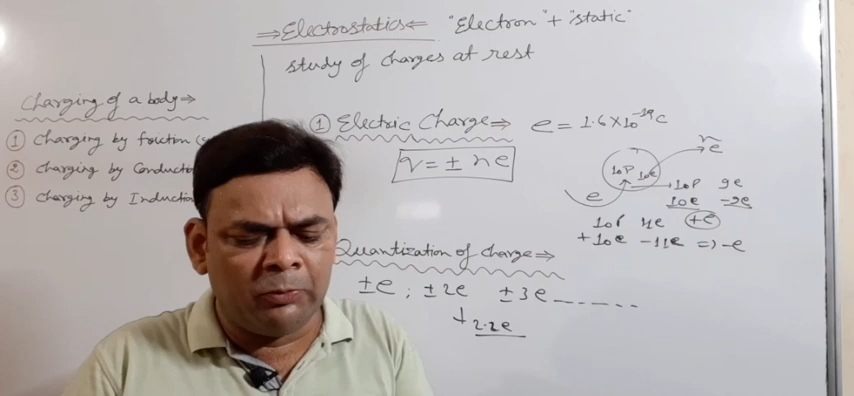 ⇒Electrostatics⇐ "Electron" + "static"
study of charges at rest
Charging of a body⇒
① Charging by friction
② Charging by Conduct
③ Charging by Induction
① Electric Charge⇒ e = 1.6×10⁻¹⁹C
q = ± ne
10P 10e
e
e
10P 9e
10e -9e
+e
10P 11e
+10e -11e ⇒ -e
Quantization of charge⇒
±e ; ±2e ±3e------
+2.2e